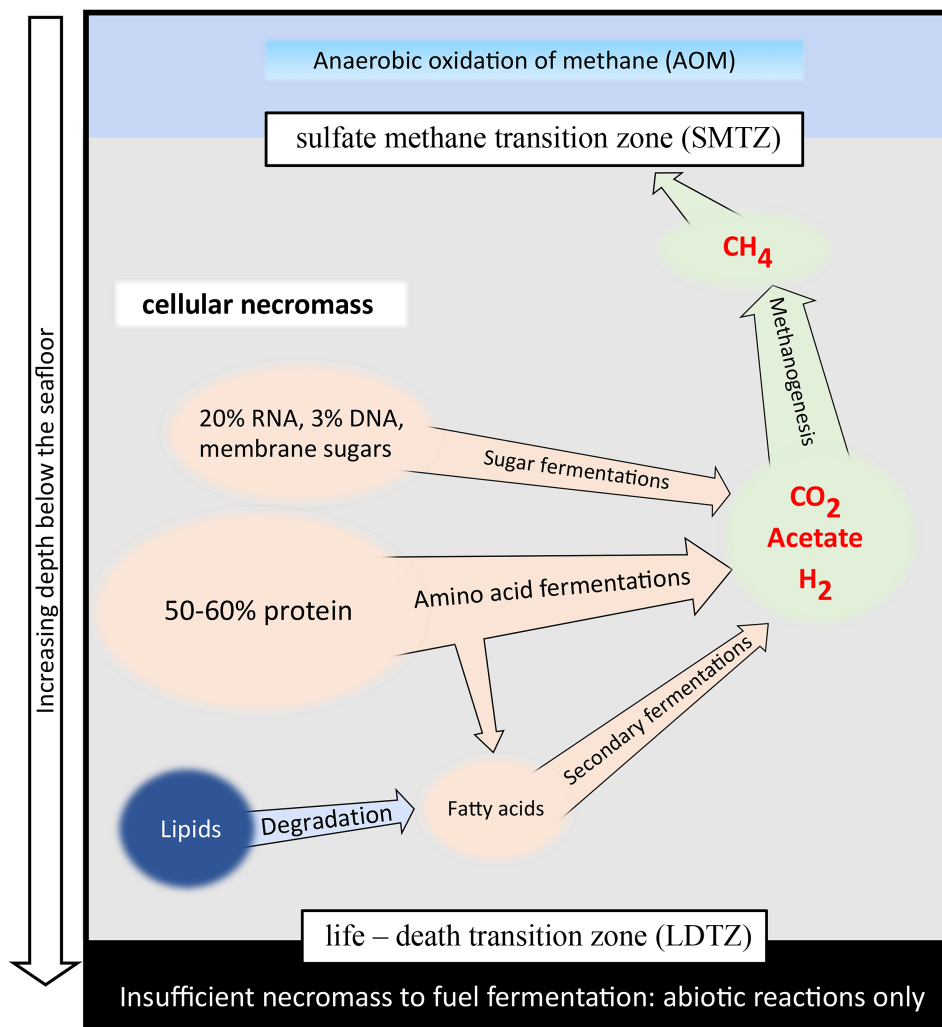 Increasing depth below the seafloor
Anaerobic oxidation of methane (AOM)
sulfate methane transition zone (SMTZ)
CH4
cellular necromass
Methanogenesis
20% RNA, 3% DNA,
membrane sugars
Sugar fermentations
CO2
Acetate
H2
50-60% protein
Amino acid fermentations
Secondary fermentations
Fatty acids
Lipids
Degradation
life – death transition zone (LDTZ)
Insufficient necromass to fuel fermentation: abiotic reactions only